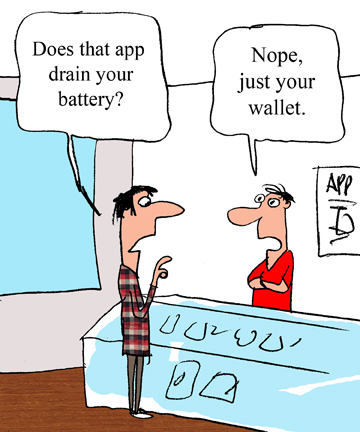 Does that app
drain your
battery?
Nope,
just your
wallet.
APP